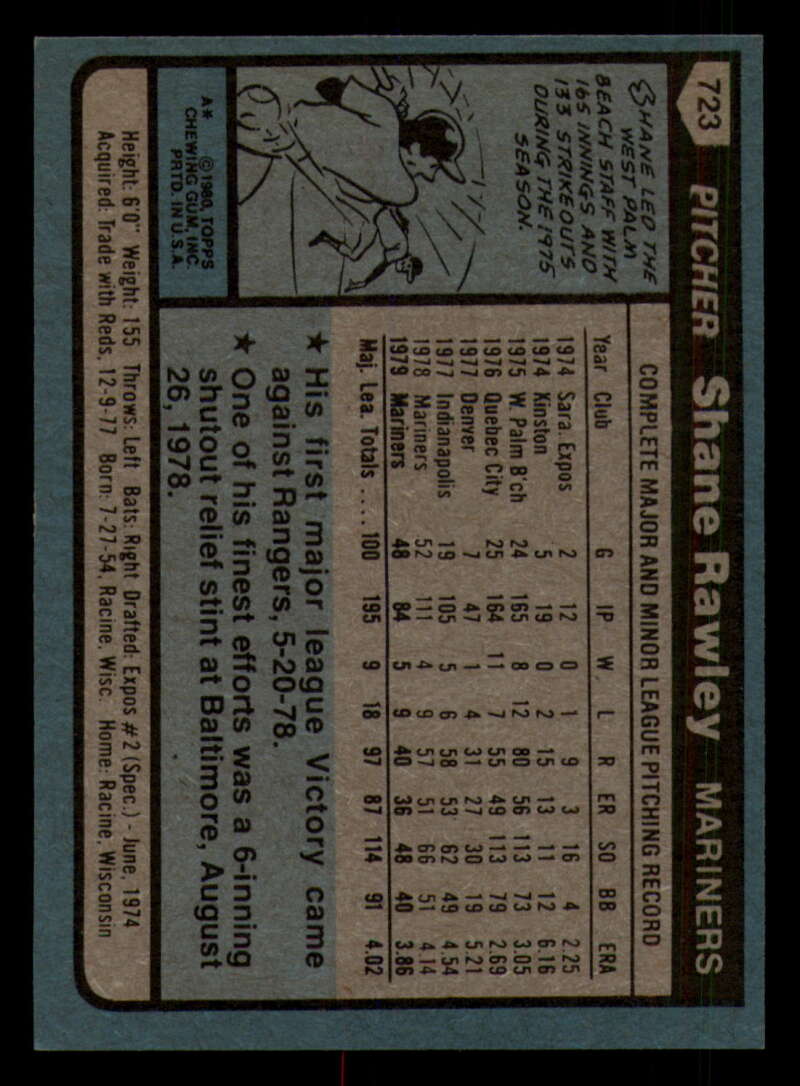 723 PITCHER Shane Rawley MARINERS
SHANE LED THE
WEST PALM
BEACH STAFF WITH
165 INNINGS AND
133 STRIKEOUTS
DURING THE 1975
SEASON.
A* ©1980, TOPPS
CHEWING GUM, INC.
PRTD. IN U.S.A.
COMPLETE MAJOR AND MINOR LEAGUE PITCHING RECORD
Year Club G IP W L R ER SO BB ERA
1974 Sara. Expos 2 12 0 1 9 3 16 4 2.25
1974 Kinston 5 19 0 2 15 13 11 12 6.16
1975 W. Palm B'ch 24 165 8 12 80 56 113 73 3.05
1976 Quebec City 25 164 11 7 55 49 113 79 2.69
1977 Denver 7 47 1 4 31 27 30 19 5.21
1977 Indianapolis 19 105 5 6 58 53 62 49 4.54
1978 Mariners 52 111 4 9 57 51 66 51 4.14
1979 Mariners 48 84 5 9 40 36 48 40 3.86
Maj. Lea. Totals .... 100 195 9 18 97 87 114 91 4.02
★ His first major league Victory came
against Rangers, 5-20-78.
★ One of his finest efforts was a 6-inning
shutout relief stint at Baltimore, August
26, 1978.
Height: 6'0" Weight: 155 Throws: Left Bats: Right Drafted: Expos #2 (Spec.) - June, 1974
Acquired: Trade with Reds, 12-9-77 Born: 7-27-54, Racine, Wisc. Home: Racine, Wisconsin